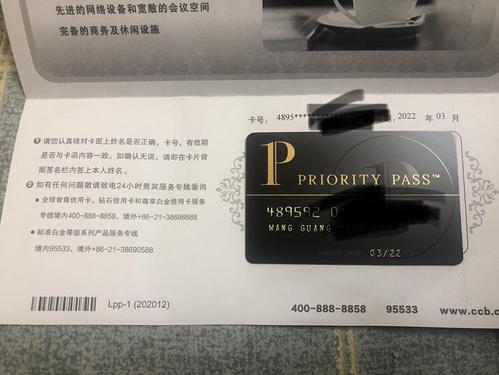 先进的网络设备和宽敞的会议空间
完备的商务及休闲设施
卡号： 4895 期：2022 年 03 月
❶ 请您认真核对卡面上姓名是否正确，卡号、有效期
是否与卡函内容一致。如确认无误，请即在卡片背
面签名栏内签上本人姓名。
❷ 如有任何问题敬请致电24小时贵宾服务专线垂询
• 全球智尊信用卡、钻石信用卡和尊享白金信用卡服务
专线境内400-888-8858、境外+86-21-38698888
• 标准白金等级系列产品服务专线
境内95533、境外+86-21-38690588
PRIORITY PASS™
489592 0
WANG GUANG
EXPIRY DATE 03/22
Lpp-1 (202012)
400-888-8858 95533 www.ccb.c